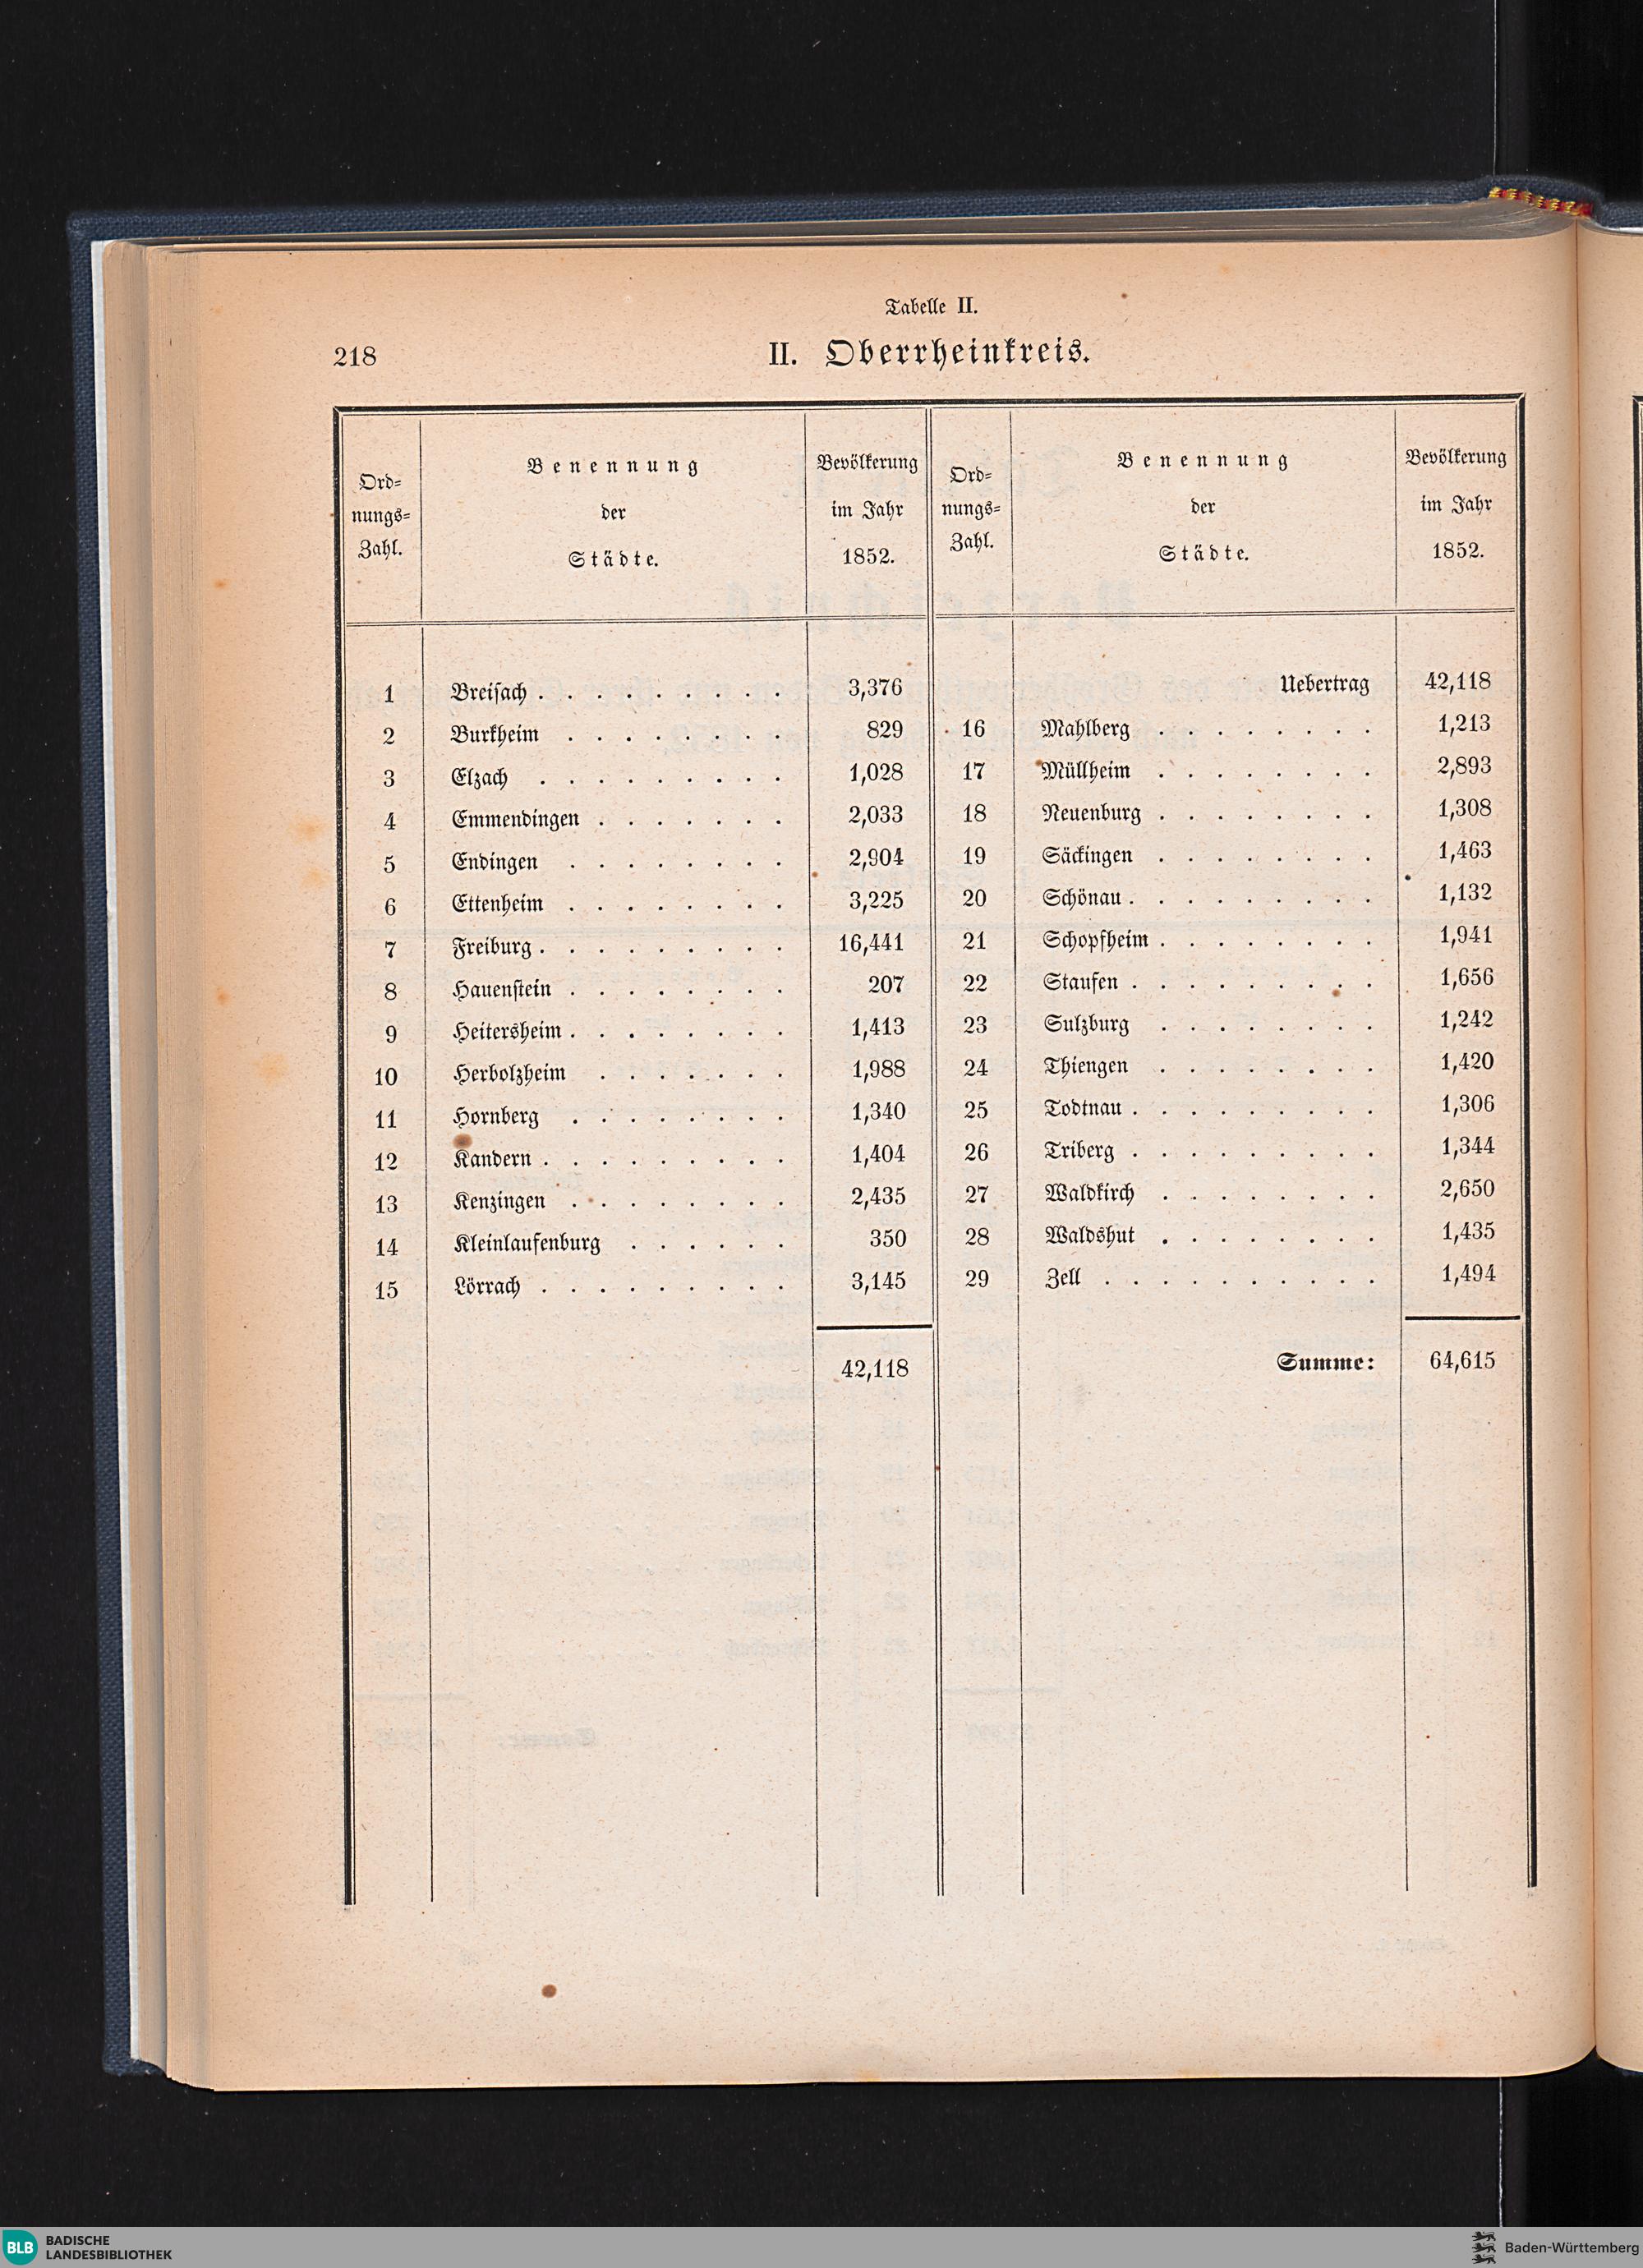 Tabelle II.
218
II. Oberrheinkreis.
Ord-
nungs-
Zahl.
Benennung
der
Städte.
Bevölkerung
im Jahr
1852.
Ord-
nungs-
Zahl.
Benennung
der
Städte.
Bevölkerung
im Jahr
1852.
1 Breisach . . . . . . . . . 3,376
2 Burkheim . . . . . . . . 829
3 Elzach . . . . . . . . . 1,028
4 Emmendingen . . . . . . . 2,033
5 Endingen . . . . . . . . 2,904
6 Ettenheim . . . . . . . . 3,225
7 Freiburg . . . . . . . . . 16,441
8 Hauenstein . . . . . . . . 207
9 Heitersheim . . . . . . . . 1,413
10 Herbolzheim . . . . . . . 1,988
11 Hornberg . . . . . . . . 1,340
12 Kandern . . . . . . . . . 1,404
13 Kenzingen . . . . . . . . 2,435
14 Kleinlaufenburg . . . . . . 350
15 Lörrach . . . . . . . . . 3,145
42,118
Uebertrag 42,118
16 Mahlberg . . . . . . . . 1,213
17 Müllheim . . . . . . . . 2,893
18 Neuenburg . . . . . . . . 1,308
19 Säckingen . . . . . . . . 1,463
20 Schönau . . . . . . . . . 1,132
21 Schopfheim . . . . . . . . 1,941
22 Staufen . . . . . . . . . 1,656
23 Sulzburg . . . . . . . . 1,242
24 Thiengen . . . . . . . . 1,420
25 Todtnau . . . . . . . . . 1,306
26 Triberg . . . . . . . . . 1,344
27 Waldkirch . . . . . . . . 2,650
28 Waldshut . . . . . . . . 1,435
29 Zell . . . . . . . . . . 1,494
Summe: 64,615
BLB BADISCHE
LANDESBIBLIOTHEK
Baden-Württemberg